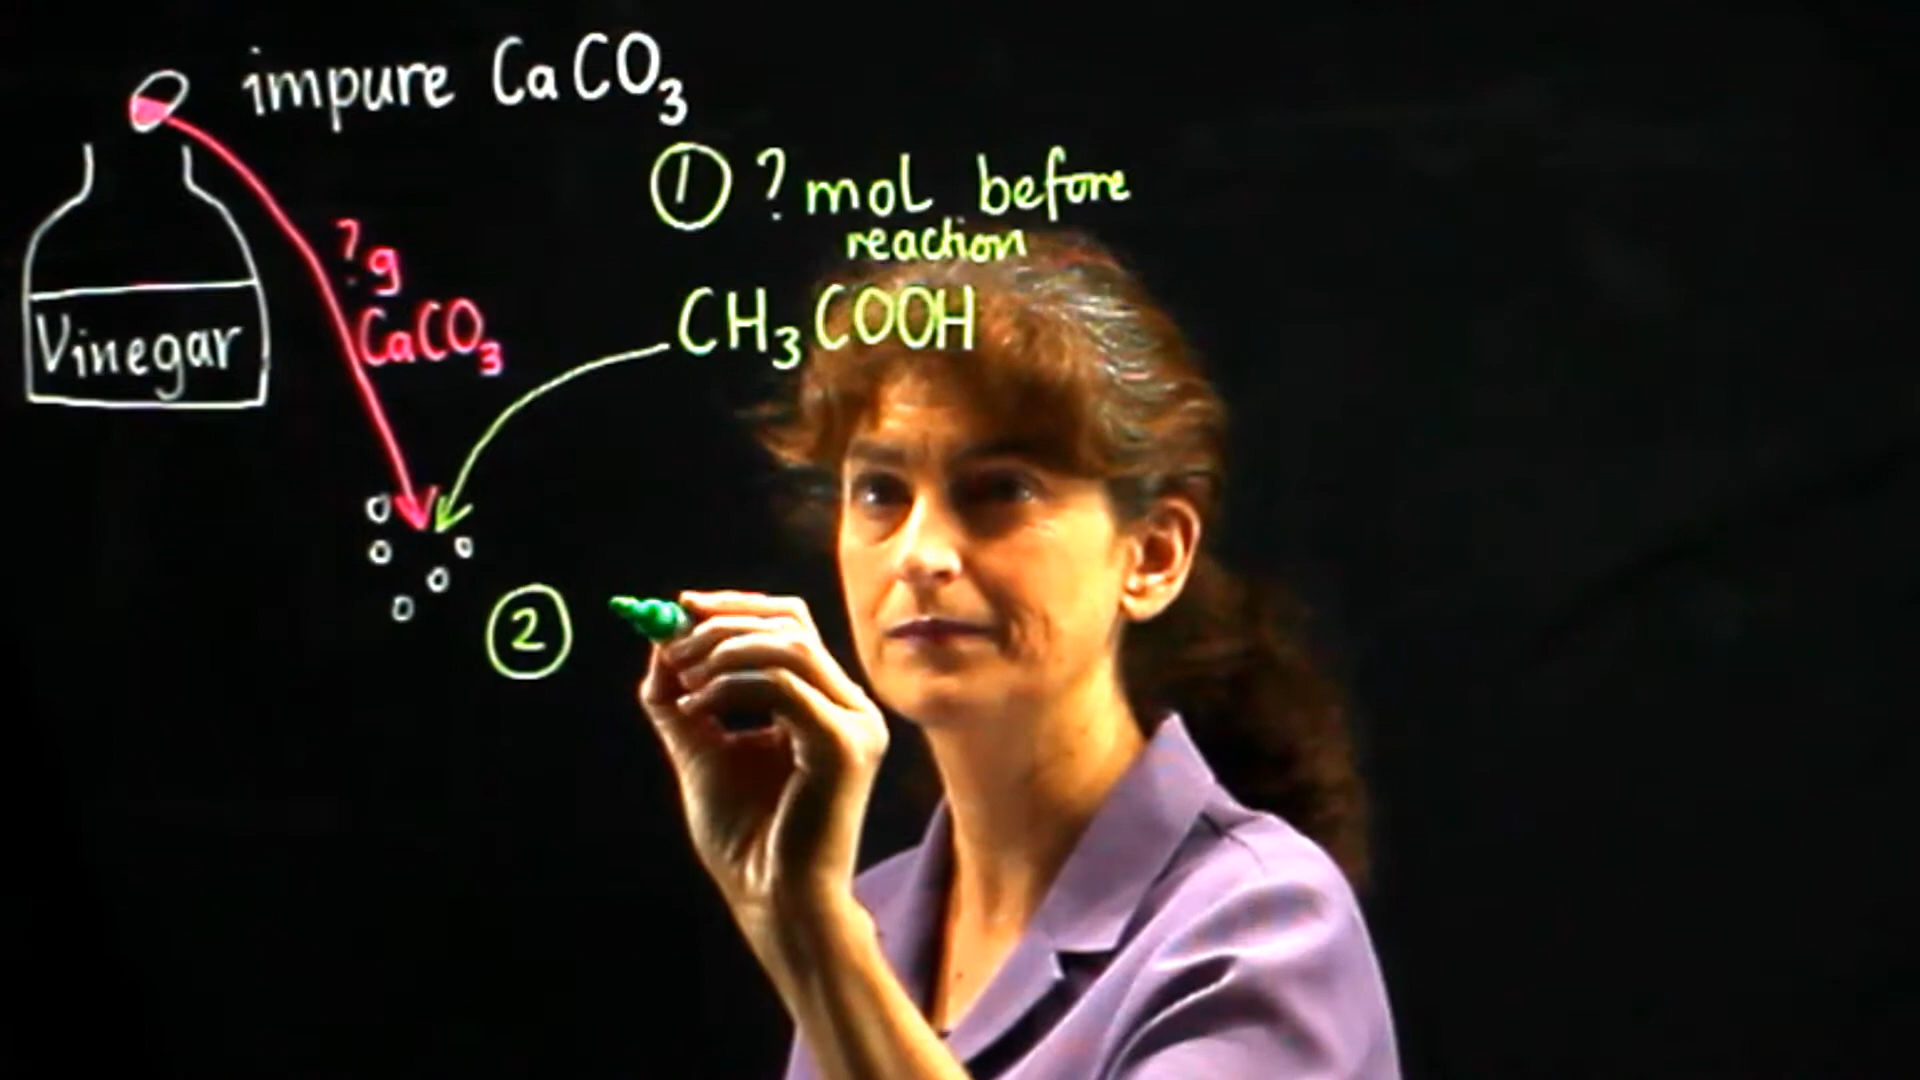 impure CaCO₃
① ? mol before
reaction
? g
CaCO₃
CH₃COOH
Vinegar
②